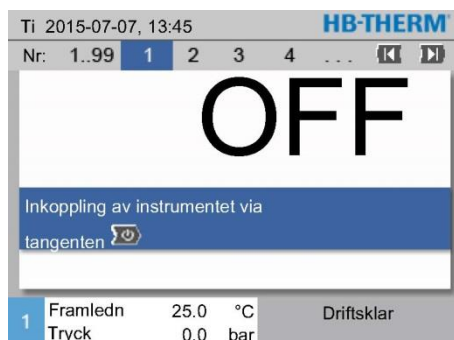 Ti 2015-07-07, 13:45 HB-THERM®
Nr: 1..99 1 2 3 4 ...
OFF
Inkoppling av instrumentet via
tangenten
1 Framledn 25.0 °C Driftsklar
Tryck 0.0 bar